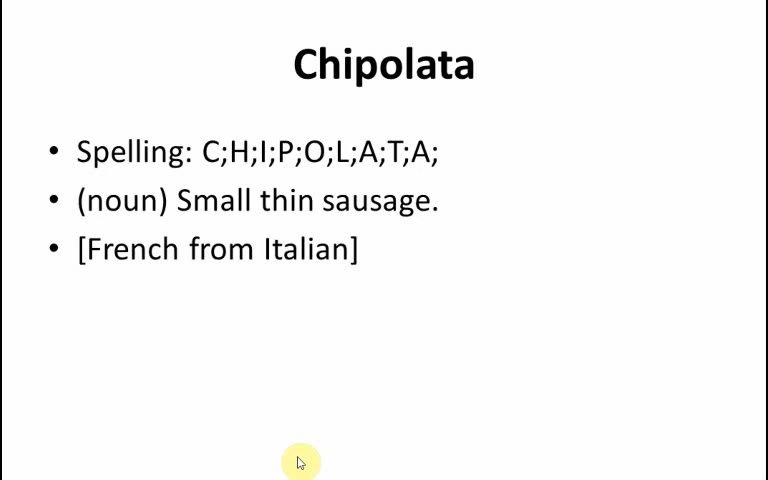 Chipolata
• Spelling: C;H;I;P;O;L;A;T;A;
• (noun) Small thin sausage.
• [French from Italian]